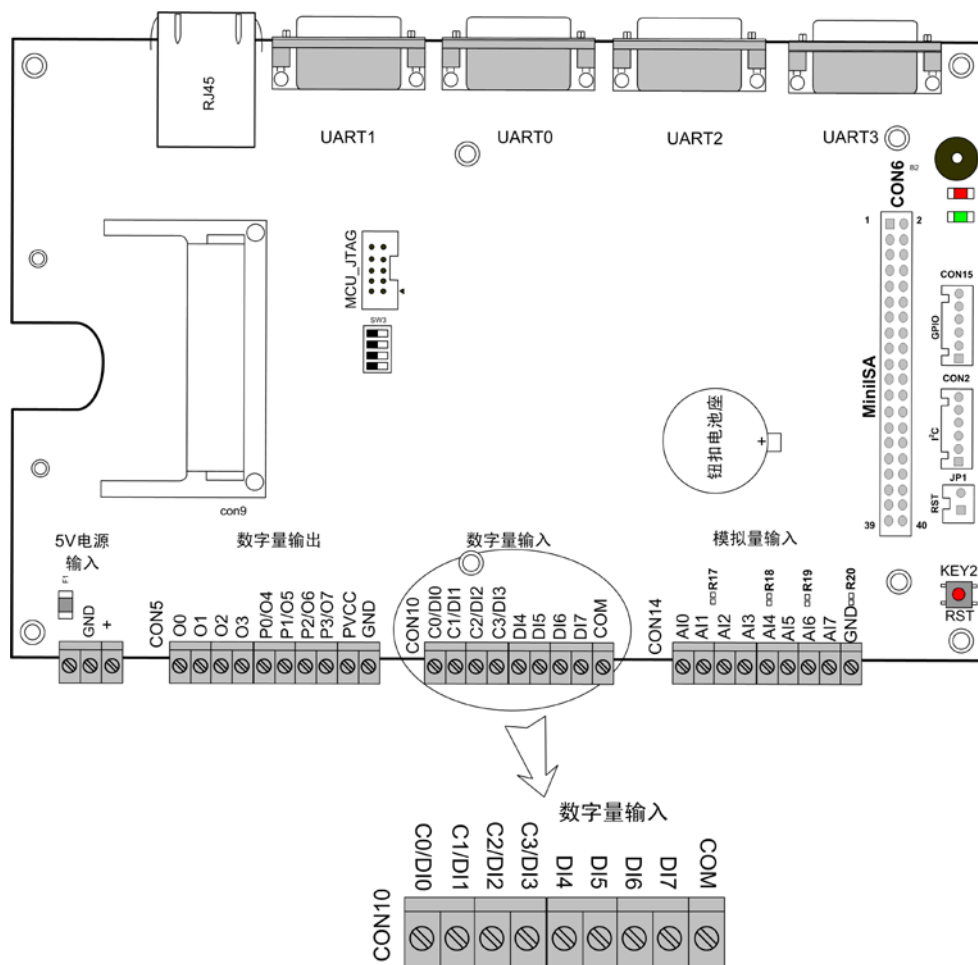 RJ45
UART1
UART0
UART2
UART3
CON6
B2
1
2
MCU_JTAG
SW3
CON15
GPIO
MiniISA
CON2
I²C
钮扣电池座
+
JP1
RST
39
40
con9
5V电源
输入
数字量输出
数字量输入
模拟量输入
F1
GND
+
CON5
O0
O1
O2
O3
P0/O4
P1/O5
P2/O6
P3/O7
PVCC
GND
CON10
C0/DI0
C1/DI1
C2/DI2
C3/DI3
DI4
DI5
DI6
DI7
COM
CON14
AI0
AI1
R17
AI2
AI3
AI4
R18
AI5
AI6
R19
AI7
GND
R20
KEY2
RST
数字量输入
CON10
C0/DI0
C1/DI1
C2/DI2
C3/DI3
DI4
DI5
DI6
DI7
COM